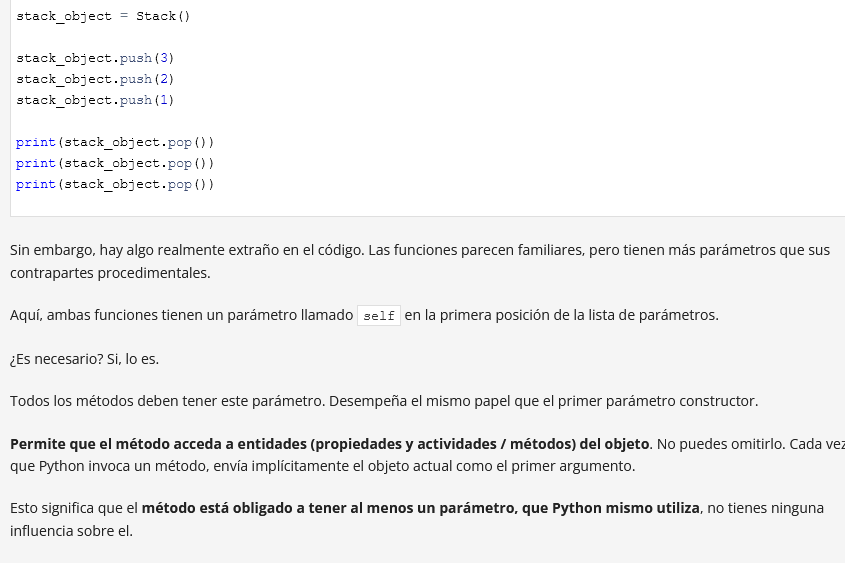 stack_object = Stack()
stack_object.push(3)
stack_object.push(2)
stack_object.push(1)
print(stack_object.pop())
print(stack_object.pop())
print(stack_object.pop())
Sin embargo, hay algo realmente extraño en el código. Las funciones parecen familiares, pero tienen más parámetros que sus
contrapartes procedimentales.
Aquí, ambas funciones tienen un parámetro llamado self en la primera posición de la lista de parámetros.
¿Es necesario? Si, lo es.
Todos los métodos deben tener este parámetro. Desempeña el mismo papel que el primer parámetro constructor.
Permite que el método acceda a entidades (propiedades y actividades / métodos) del objeto. No puedes omitirlo. Cada vez
que Python invoca un método, envía implícitamente el objeto actual como el primer argumento.
Esto significa que el método está obligado a tener al menos un parámetro, que Python mismo utiliza, no tienes ninguna
influencia sobre el.